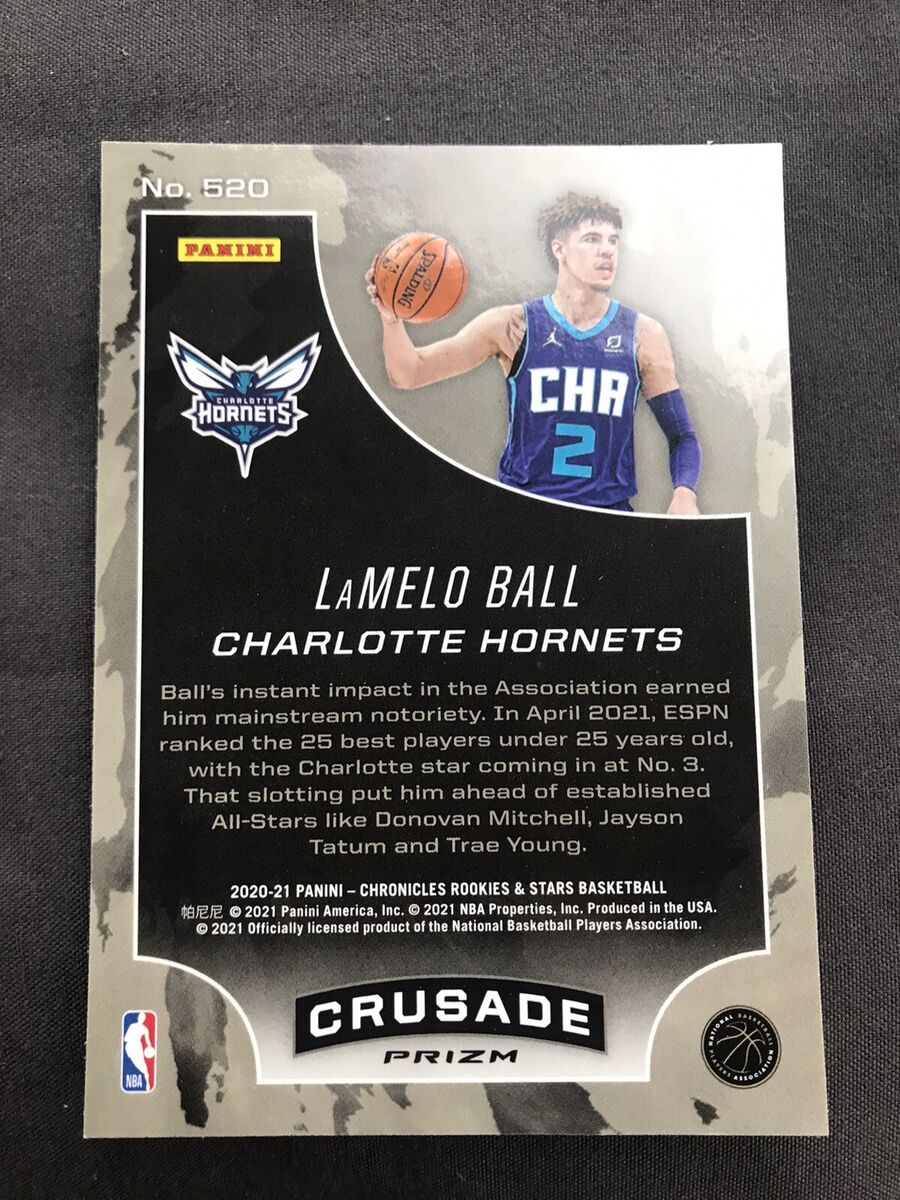 No. 520
PANINI
SPALDING
CHARLOTTE
HORNETS
CHA
2
LaMELO BALL
CHARLOTTE HORNETS
Ball's instant impact in the Association earned
him mainstream notoriety. In April 2021, ESPN
ranked the 25 best players under 25 years old,
with the Charlotte star coming in at No. 3.
That slotting put him ahead of established
All-Stars like Donovan Mitchell, Jayson
Tatum and Trae Young.
2020-21 PANINI – CHRONICLES ROOKIES & STARS BASKETBALL
帕尼尼 © 2021 Panini America, Inc. © 2021 NBA Properties, Inc. Produced in the USA.
© 2021 Officially licensed product of the National Basketball Players Association.
CRUSADE
PRIZM
NBA
NATIONAL BASKETBALL
PLAYERS ASSOCIATION